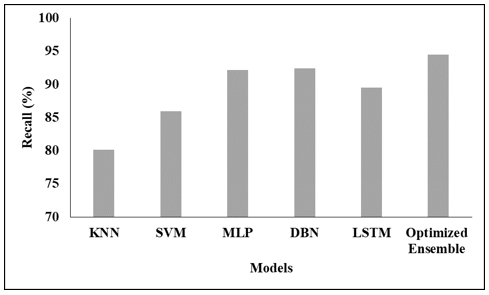 100
95
90
85
80
75
70
Recall (%)
KNN SVM MLP DBN LSTM Optimized
Ensemble
Models